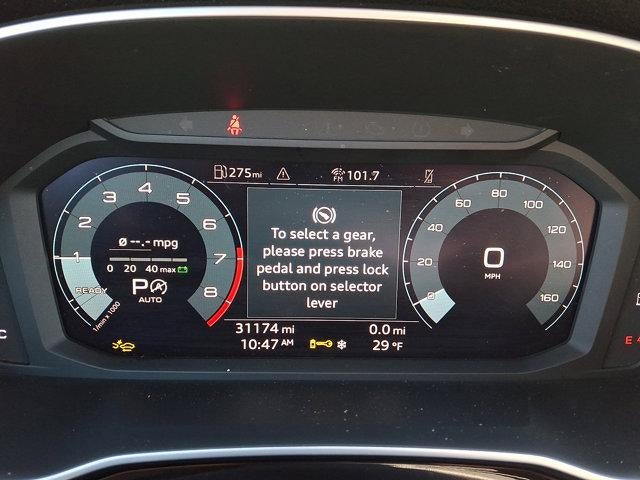 275mi
FM 101.7
4
3 5
2 6
1 7
8
Ø --.- mpg
0 20 40 max
READY
P
AUTO
1/min x 1000
To select a gear,
please press brake
pedal and press lock
button on selector
lever
80
60 100
40 120
20 140
0 160
0
MPH
31174 mi 0.0 mi
10:47 AM 29 °F
C
E